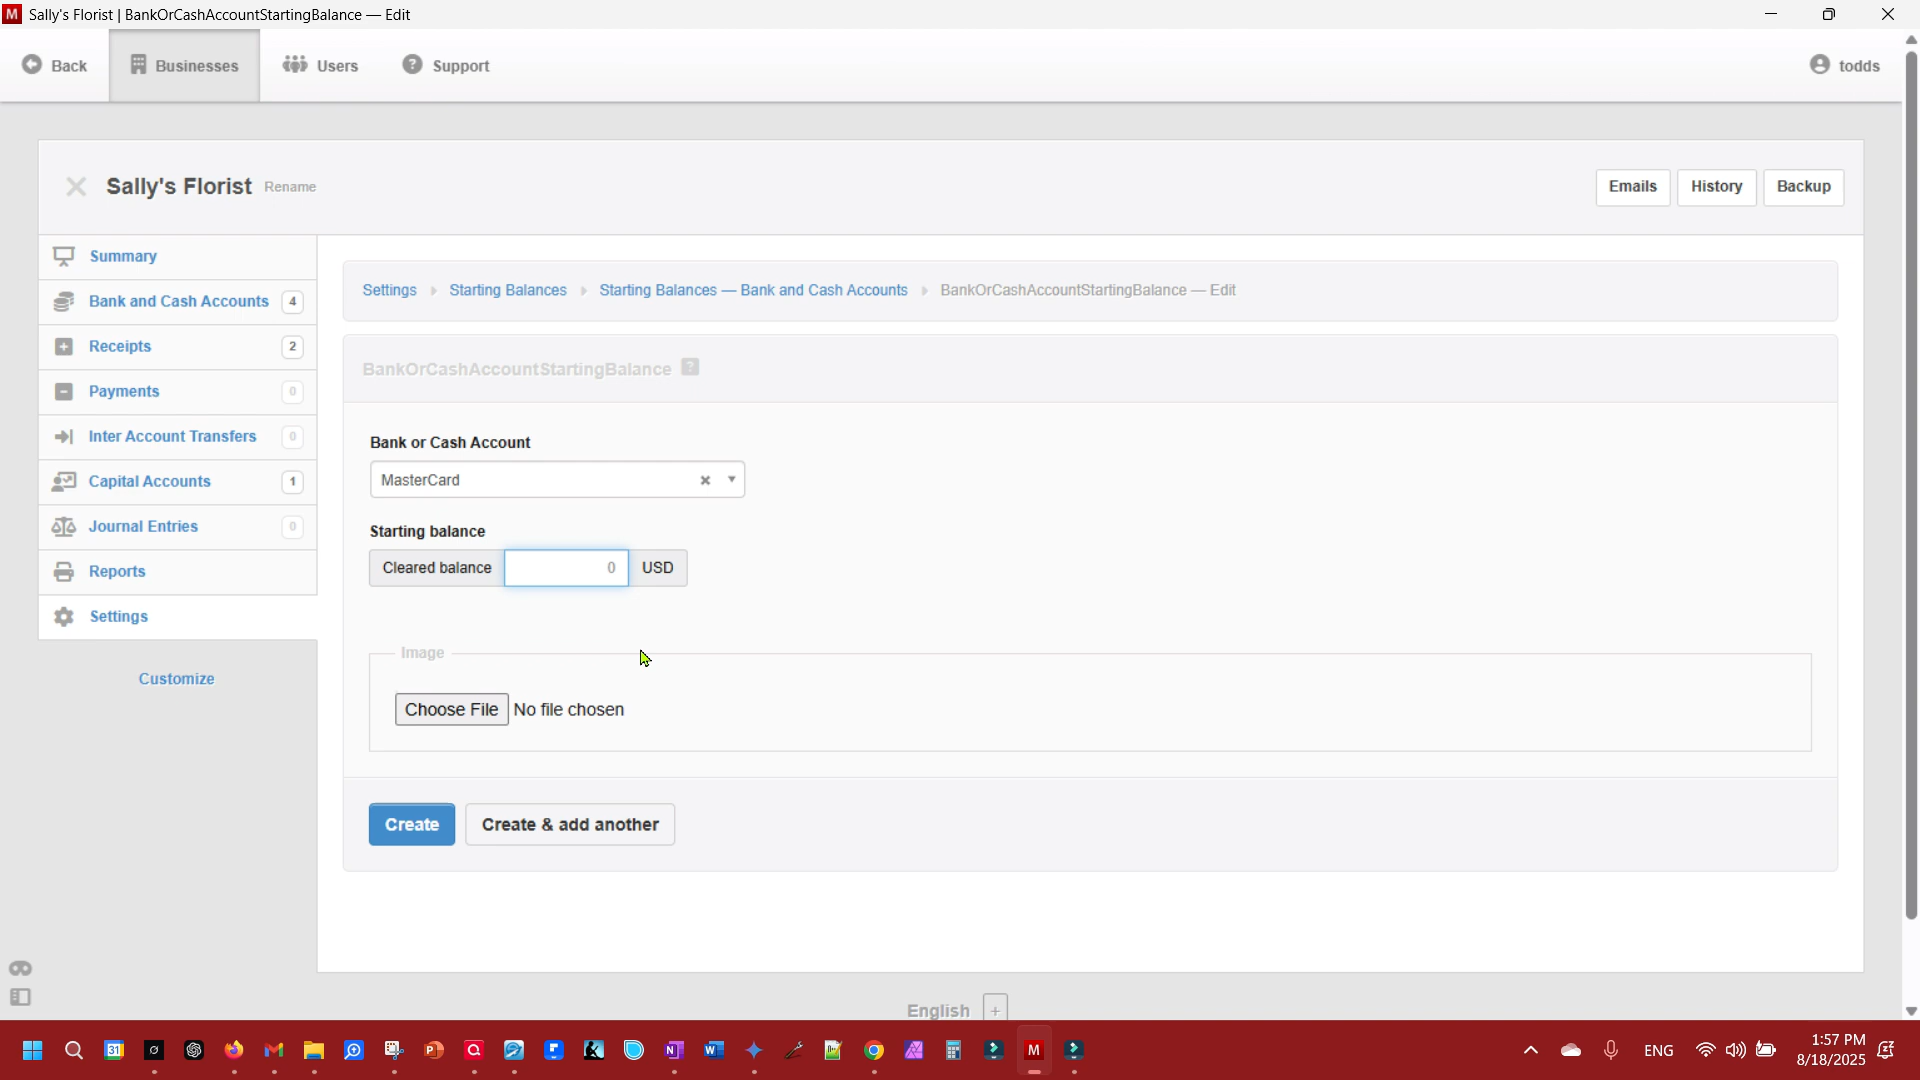 M Sally's Florist | BankOrCashAccountStartingBalance — Edit
Back Businesses Users ? Support todds
Sally's Florist Rename Emails History Backup
Summary
Bank and Cash Accounts 4
Receipts 2
Payments 0
Inter Account Transfers 0
Capital Accounts 1
Journal Entries 0
Reports
Settings
Customize
Settings Starting Balances Starting Balances — Bank and Cash Accounts BankOrCashAccountStartingBalance — Edit
BankOrCashAccountStartingBalance ?
Bank or Cash Account
MasterCard × ▼
Starting balance
Cleared balance 0 USD
Image
Choose File No file chosen
Create Create & add another
English +
ENG
1:57 PM
8/18/2025